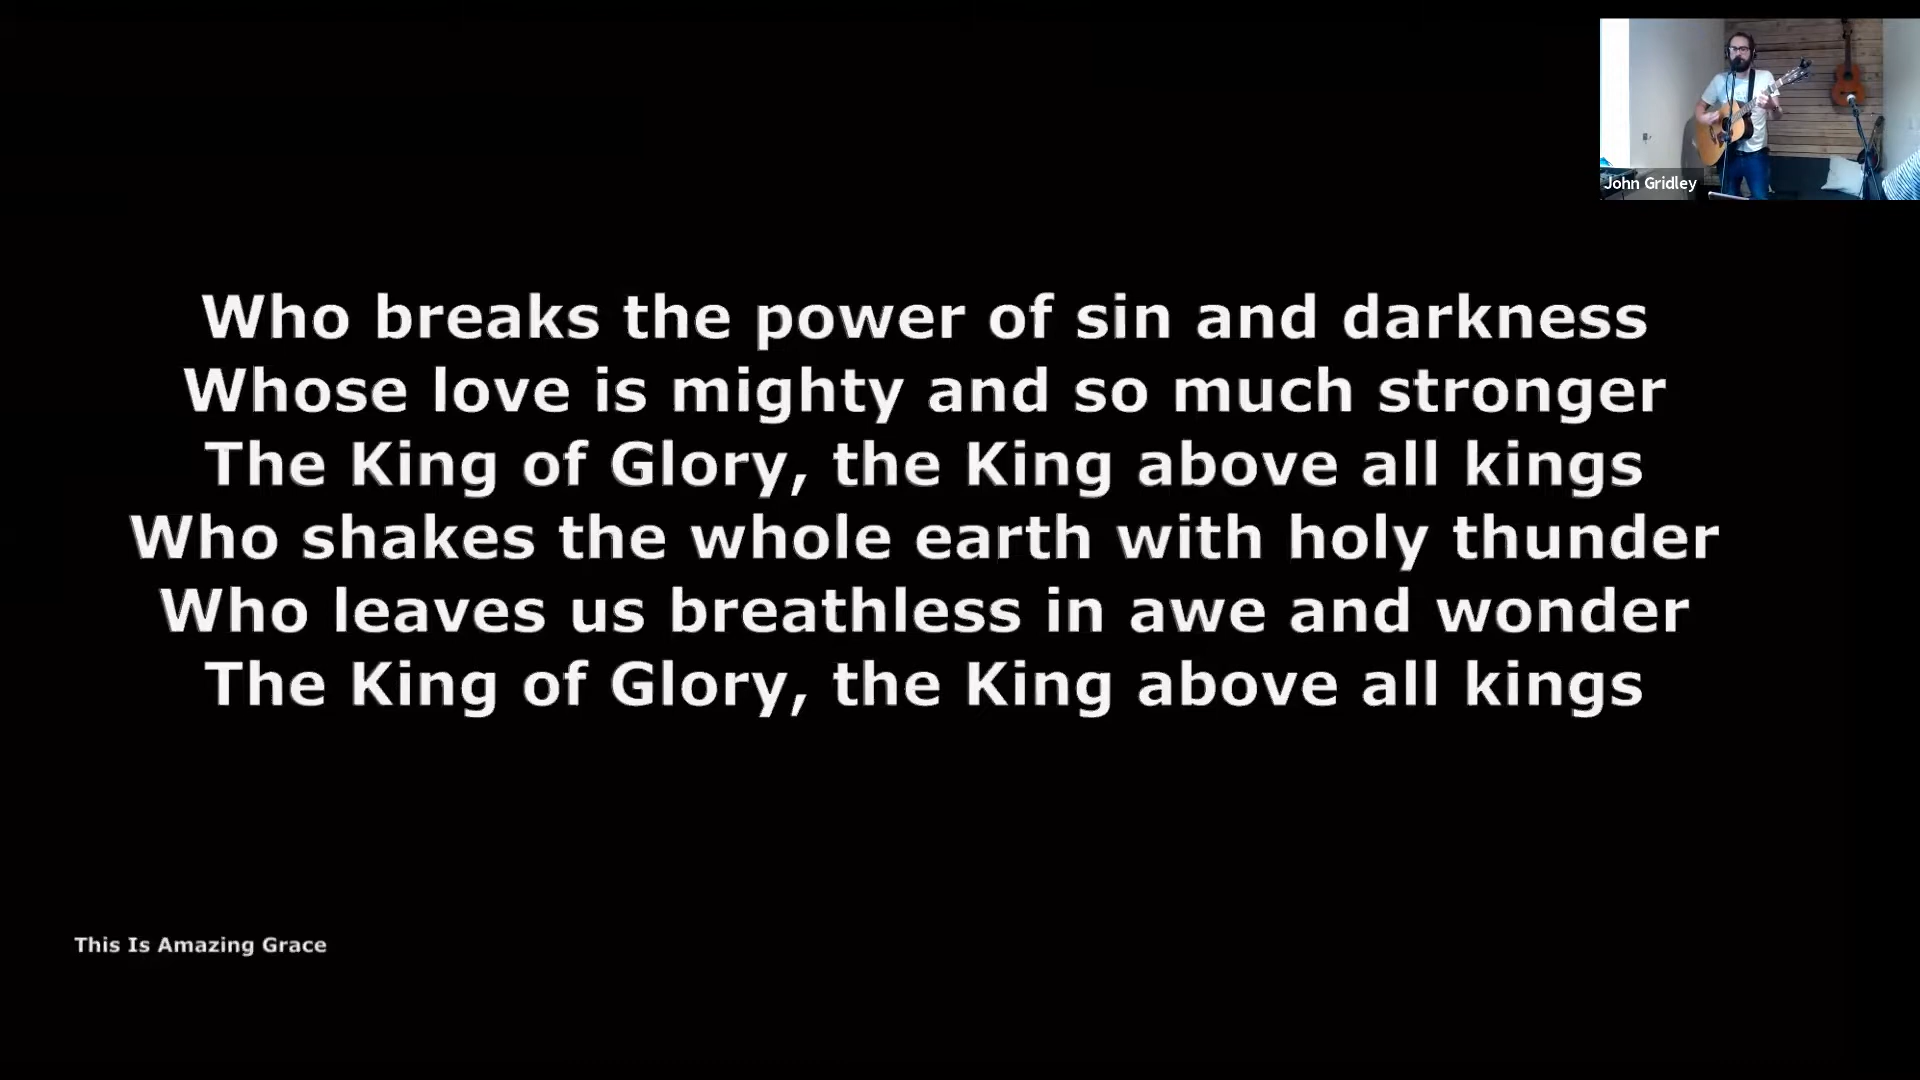 John Gridley
Who breaks the power of sin and darkness
Whose love is mighty and so much stronger
The King of Glory, the King above all kings
Who shakes the whole earth with holy thunder
Who leaves us breathless in awe and wonder
The King of Glory, the King above all kings
This Is Amazing Grace